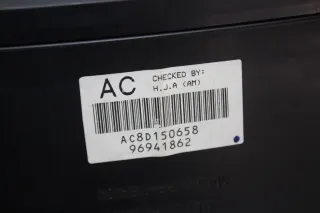 AC
CHECKED BY:
H.J.A (AM)
AC8D150658
96941862